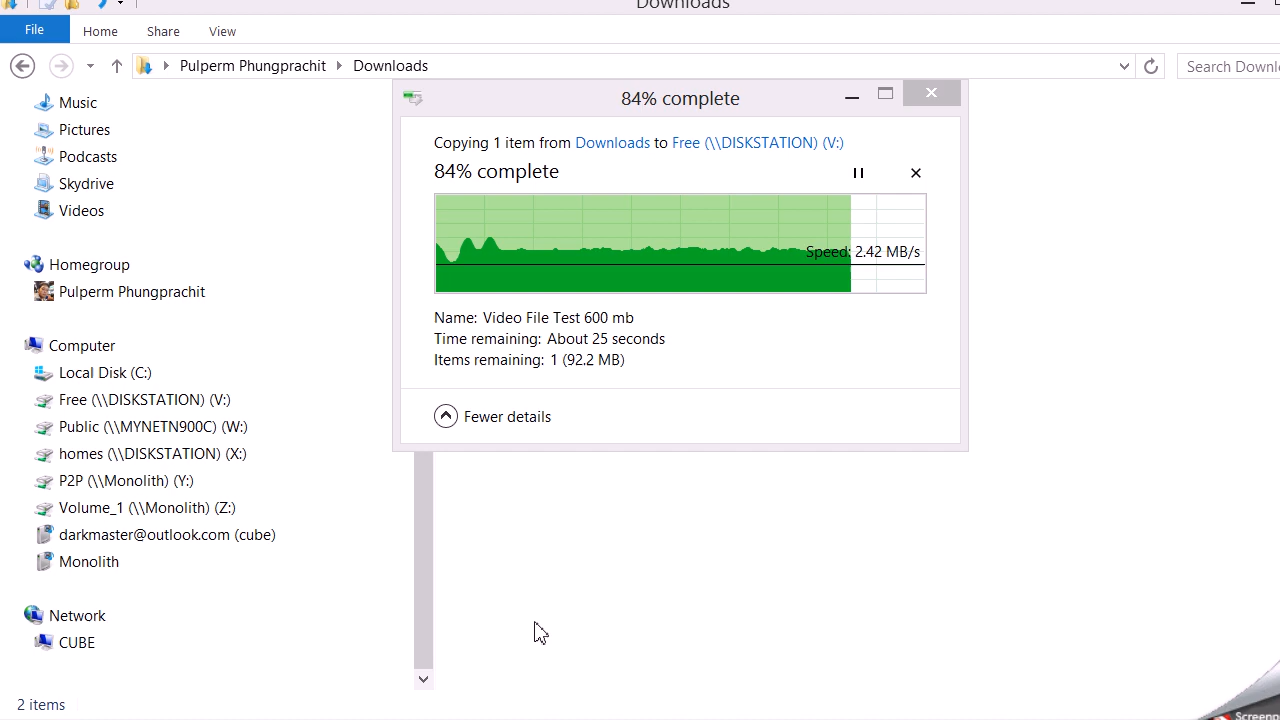 Downloads
File Home Share View
Pulperm Phungprachit Downloads
Search Downl
Music
Pictures
Podcasts
Skydrive
Videos
Homegroup
Pulperm Phungprachit
Computer
Local Disk (C:)
Free (\\DISKSTATION) (V:)
Public (\\MYNETN900C) (W:)
homes (\\DISKSTATION) (X:)
P2P (\\Monolith) (Y:)
Volume_1 (\\Monolith) (Z:)
darkmaster@outlook.com (cube)
Monolith
Network
CUBE
2 items
84% complete
Copying 1 item from Downloads to Free (\\DISKSTATION) (V:)
84% complete
Speed: 2.42 MB/s
Name: Video File Test 600 mb
Time remaining: About 25 seconds
Items remaining: 1 (92.2 MB)
Fewer details